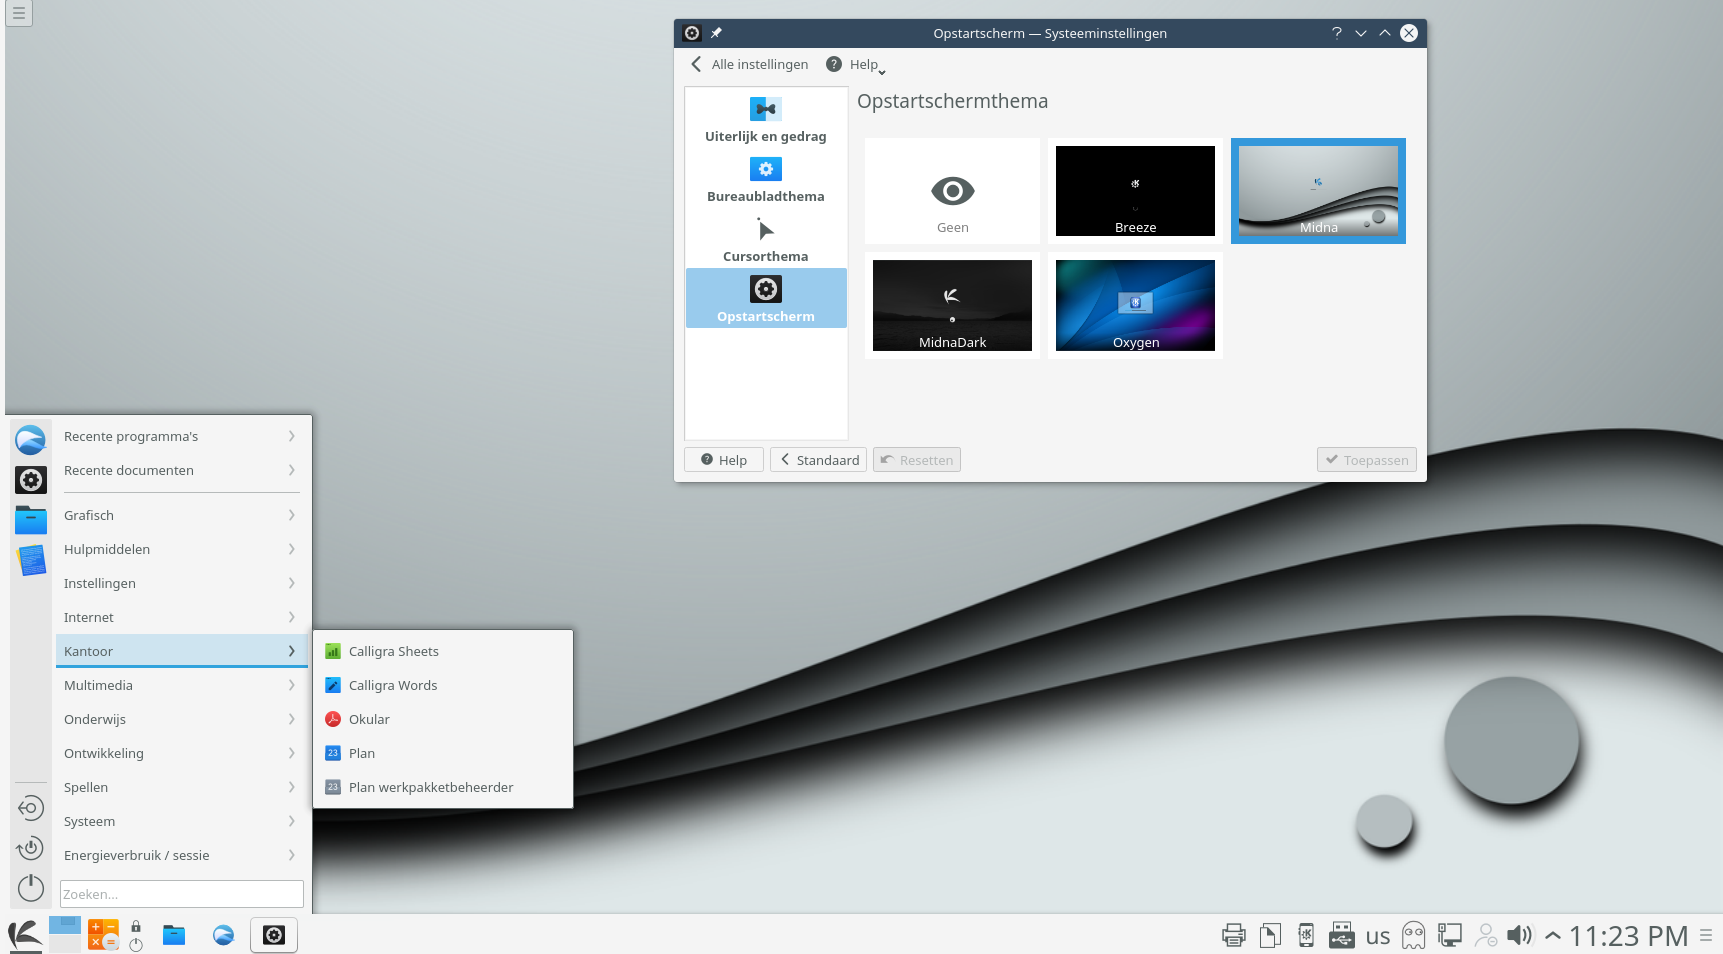 Opstartscherm — Systeeminstellingen
Alle instellingen
Help
Uiterlijk en gedrag
Bureaubladthema
Cursorthema
Opstartscherm
Opstartschermthema
Geen
Breeze
Midna
MidnaDark
Oxygen
Help
Standaard
Resetten
Toepassen
Recente programma's
Recente documenten
Grafisch
Hulpmiddelen
Instellingen
Internet
Kantoor
Multimedia
Onderwijs
Ontwikkeling
Spellen
Systeem
Energieverbruik / sessie
Zoeken...
Calligra Sheets
Calligra Words
Okular
23 Plan
23 Plan werkpakketbeheerder
us
11:23 PM